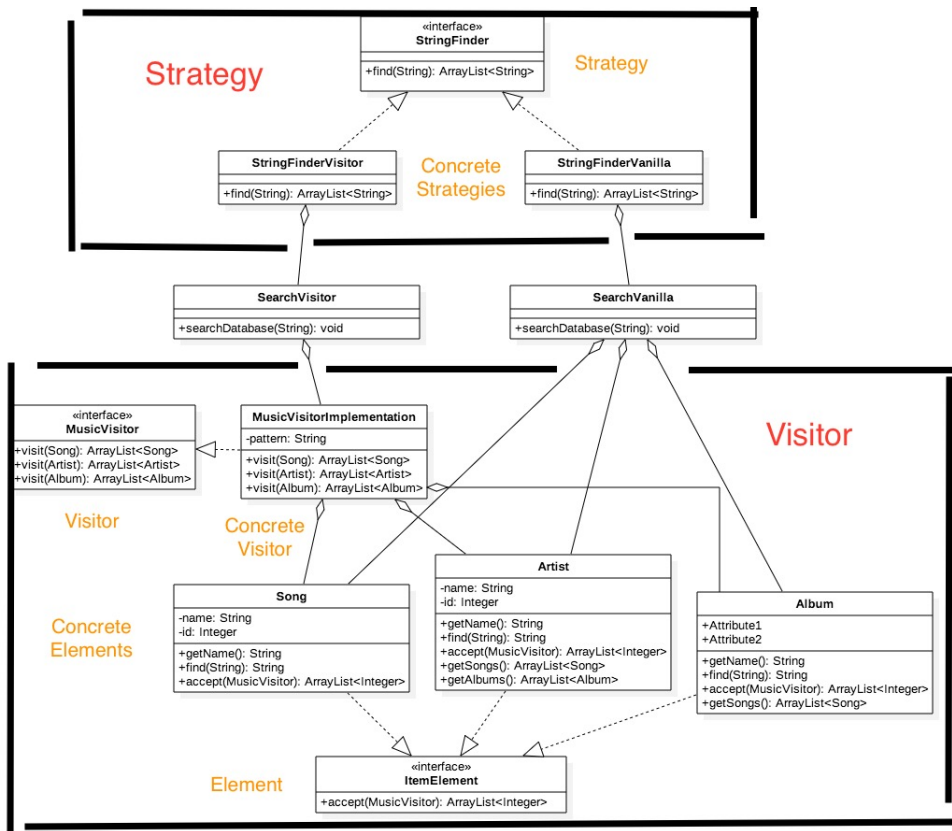 «interface»
StringFinder
+find(String): ArrayList<String>
Strategy
Strategy
StringFinderVisitor
+find(String): ArrayList<String>
Concrete
Strategies
StringFinderVanilla
+find(String): ArrayList<String>
SearchVisitor
+searchDatabase(String): void
SearchVanilla
+searchDatabase(String): void
«interface»
MusicVisitor
+visit(Song): ArrayList<Song>
+visit(Artist): ArrayList<Artist>
+visit(Album): ArrayList<Album>
MusicVisitorImplementation
-pattern: String
+visit(Song): ArrayList<Song>
+visit(Artist): ArrayList<Artist>
+visit(Album): ArrayList<Album>
Visitor
Visitor
Concrete
Visitor
Concrete
Elements
Song
-name: String
-id: Integer
+getName(): String
+find(String): String
+accept(MusicVisitor): ArrayList<Integer>
Artist
-name: String
-id: Integer
+getName(): String
+find(String): String
+accept(MusicVisitor): ArrayList<Integer>
+getSongs(): ArrayList<Song>
+getAlbums(): ArrayList<Album>
Album
+Attribute1
+Attribute2
+getName(): String
+find(String): String
+accept(MusicVisitor): ArrayList<Integer>
+getSongs(): ArrayList<Song>
Element
«interface»
ItemElement
+accept(MusicVisitor): ArrayList<Integer>